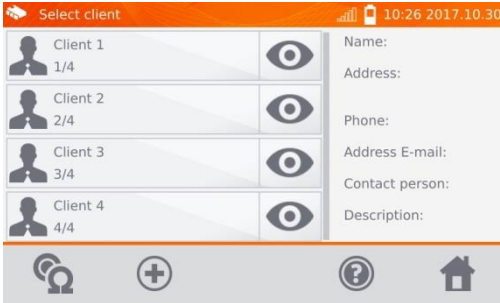 Select client
10:26 2017.10.30
Client 1
1/4
Client 2
2/4
Client 3
3/4
Client 4
4/4
Name:
Address:
Phone:
Address E-mail:
Contact person:
Description: